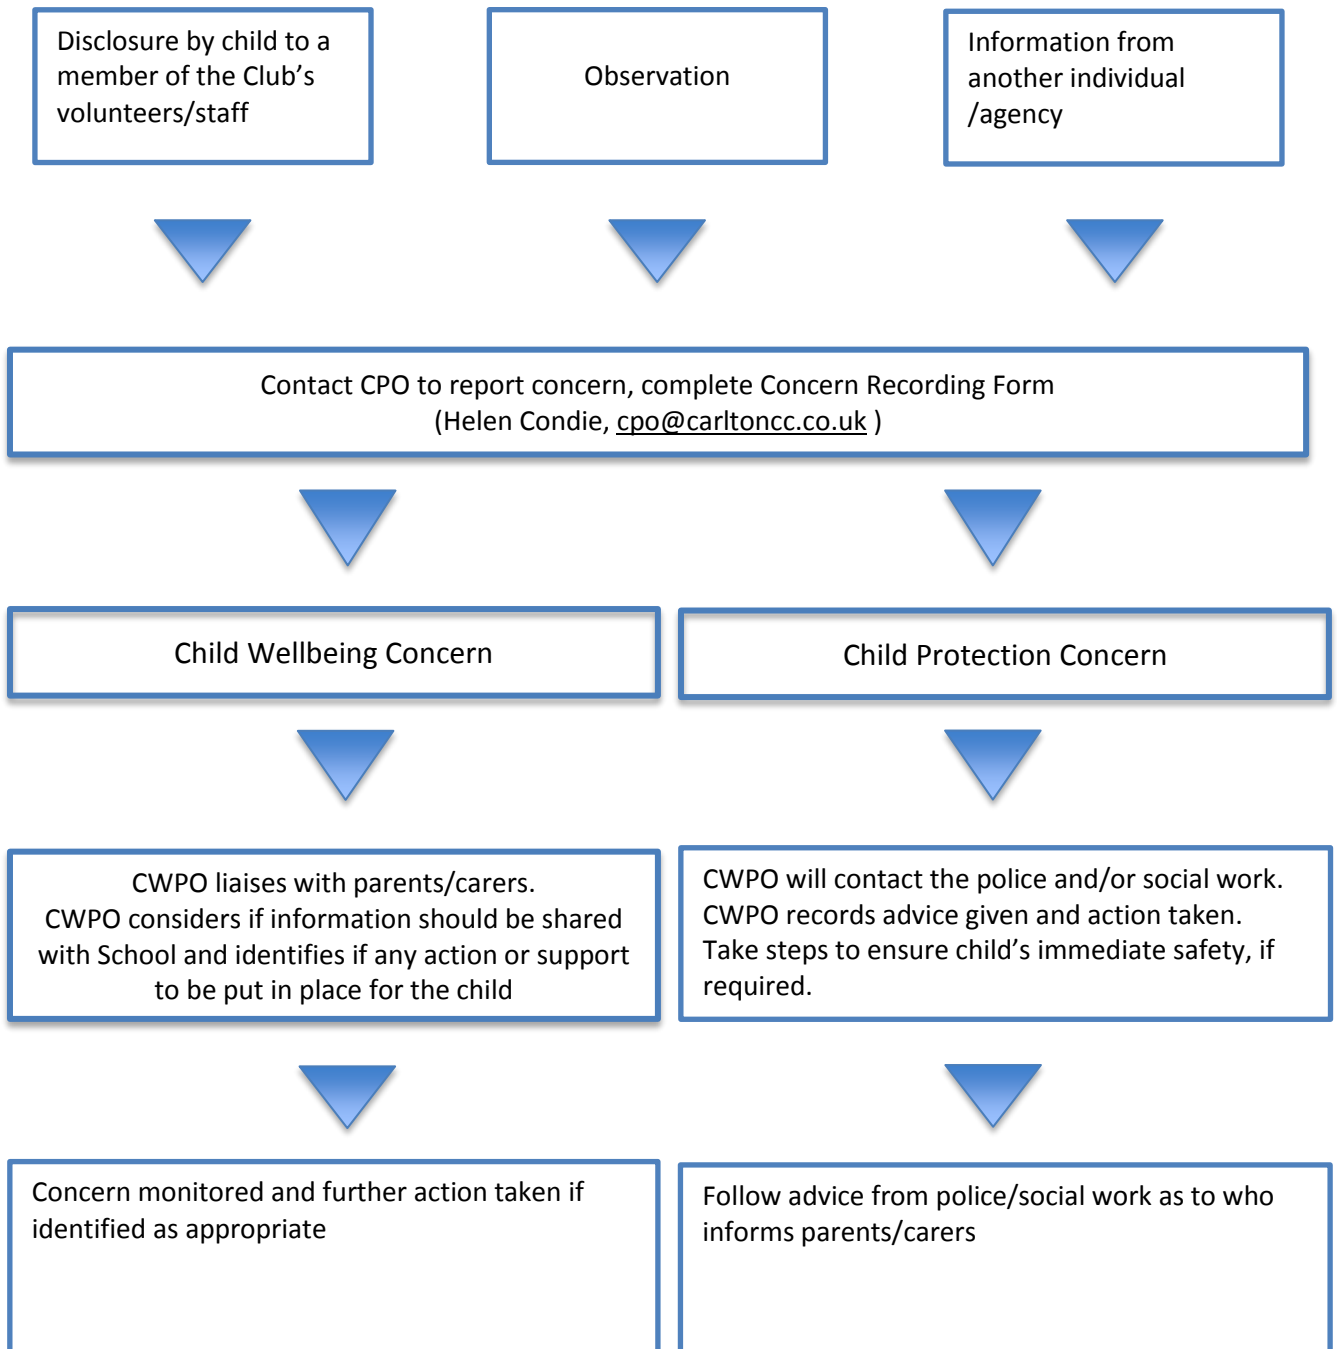 Disclosure by child to a
member of the Club's
volunteers/staff
Observation
Information from
another individual
/agency
Contact CPO to report concern, complete Concern Recording Form
(Helen Condie, cpo@carltoncc.co.uk )
Child Wellbeing Concern
Child Protection Concern
CWPO liaises with parents/carers.
CWPO considers if information should be shared
with School and identifies if any action or support
to be put in place for the child
CWPO will contact the police and/or social work.
CWPO records advice given and action taken.
Take steps to ensure child’s immediate safety, if
required.
Concern monitored and further action taken if
identified as appropriate
Follow advice from police/social work as to who
informs parents/carers